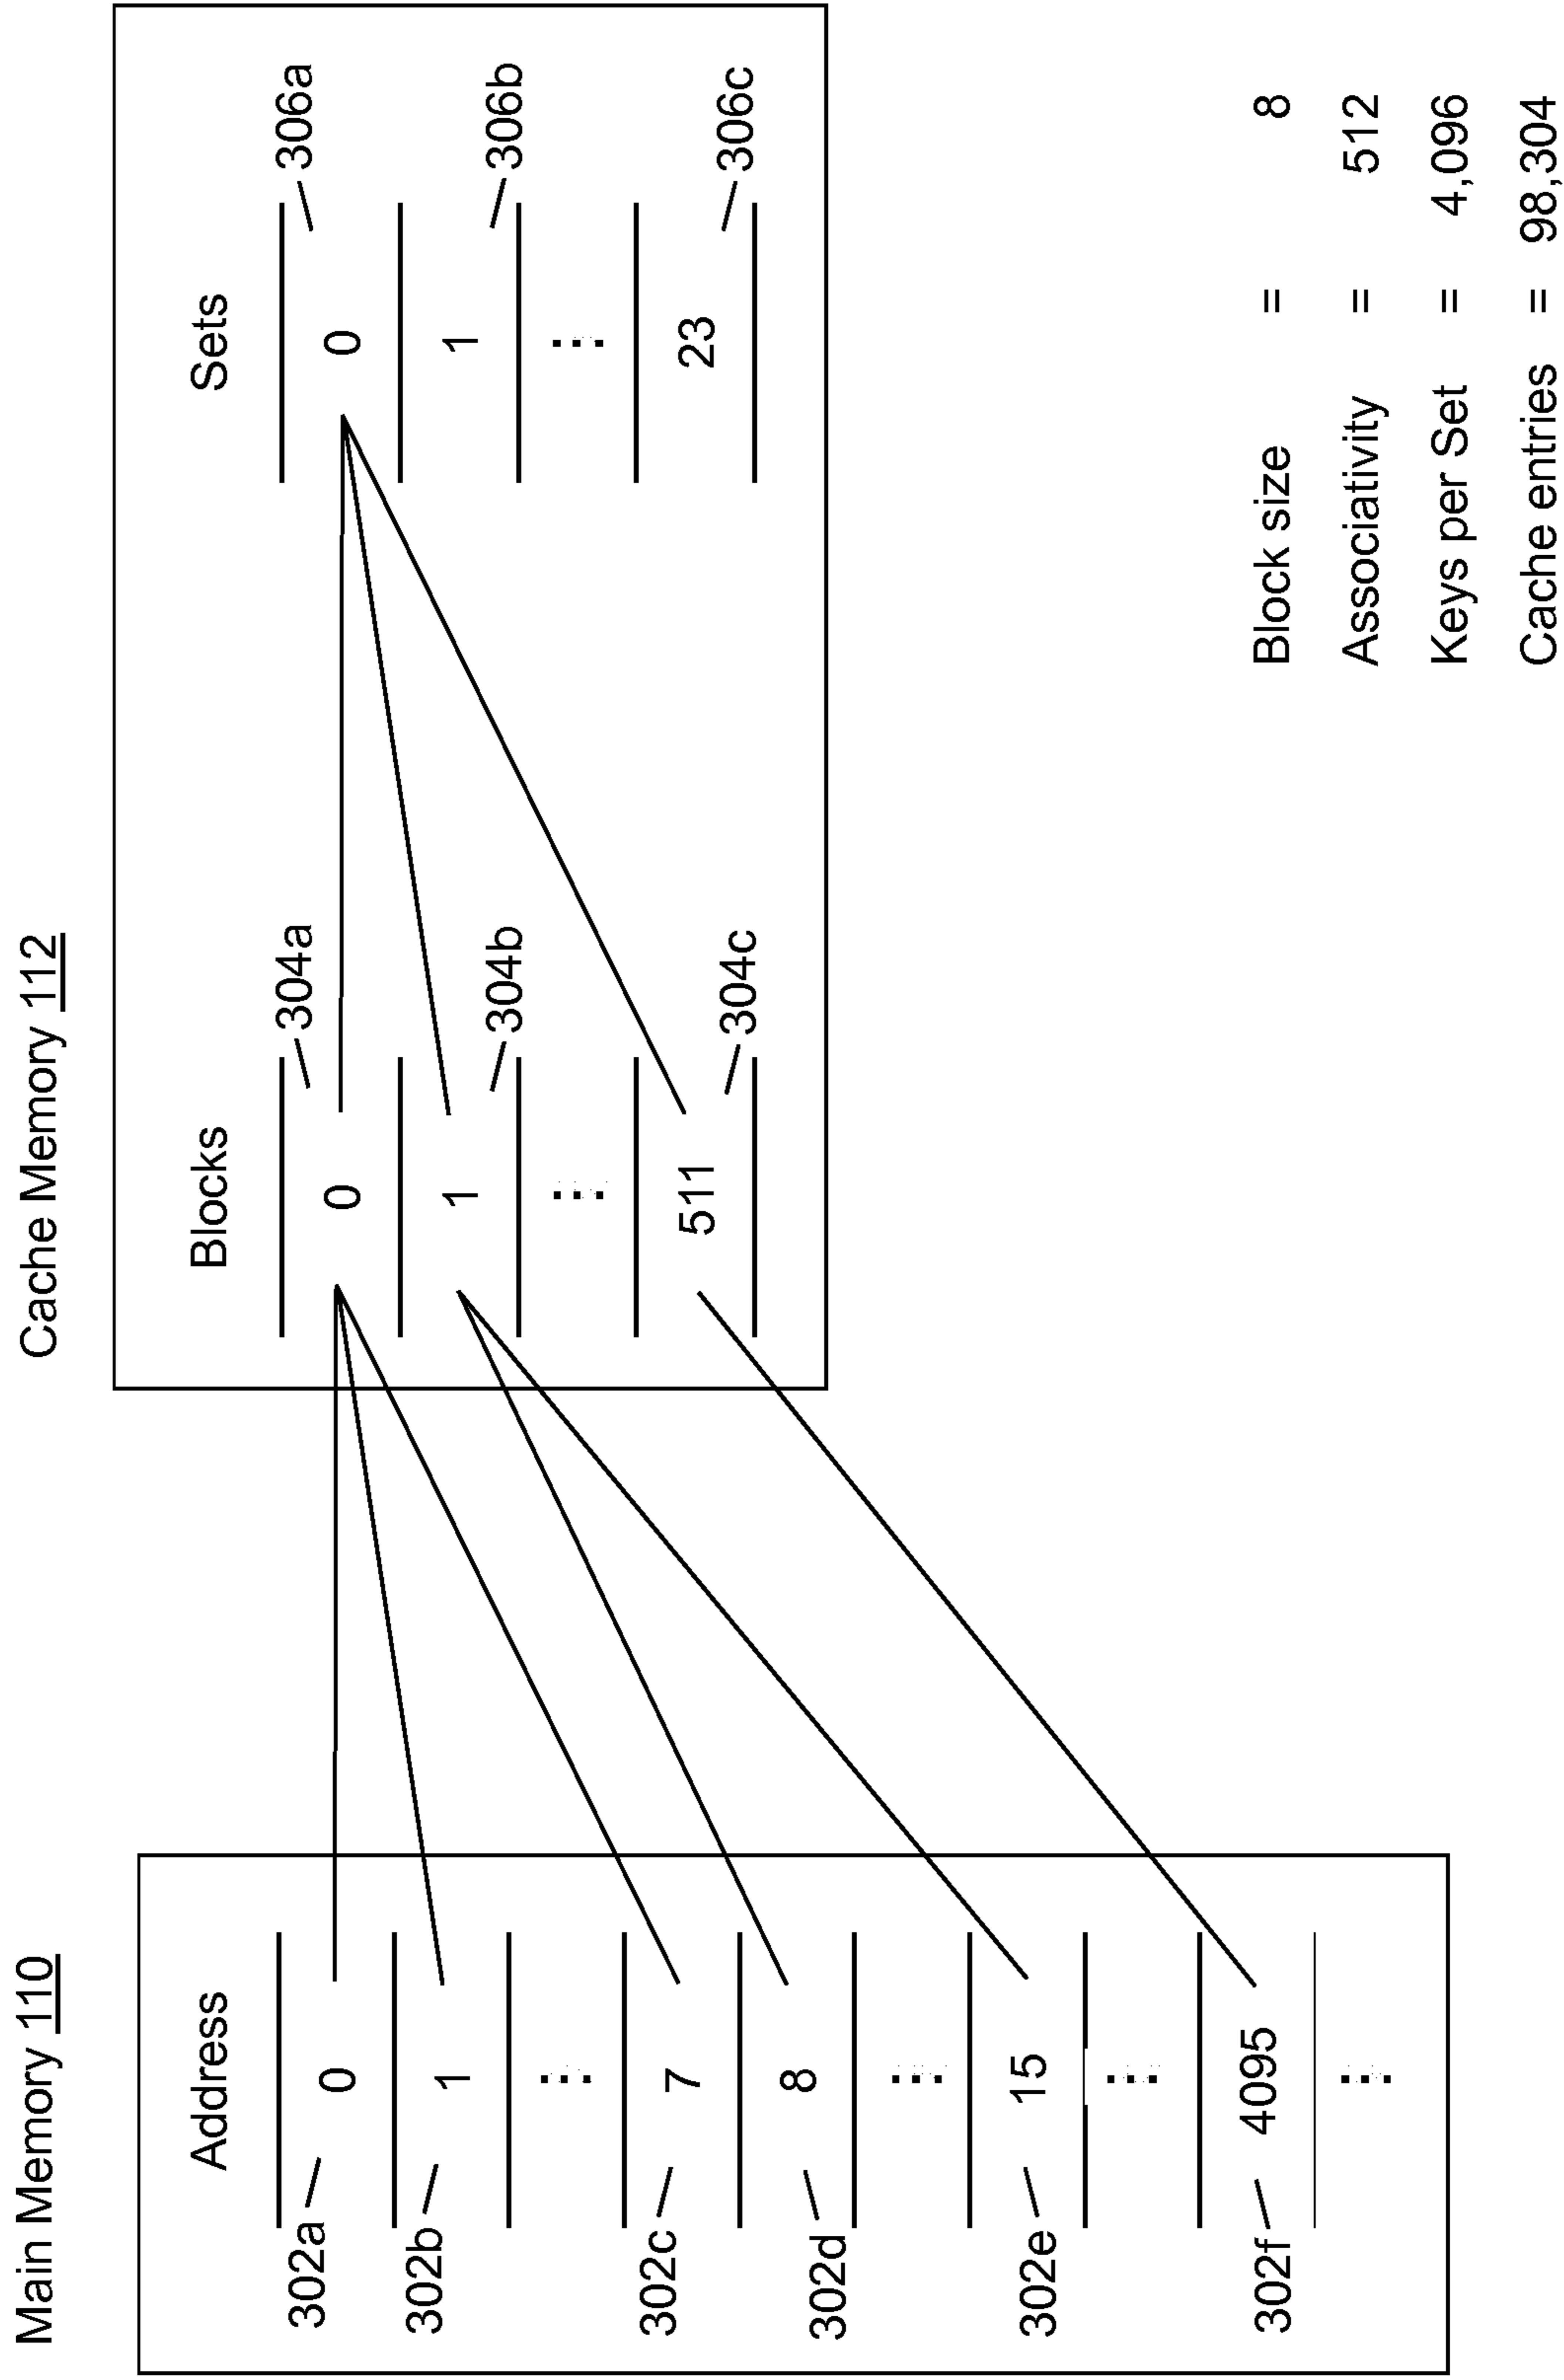 Main Memory 110
Cache Memory 112
Address
Blocks
Sets
302a
0
0
304a
0
306a
302b
1
1
304b
1
306b
⋮
⋮
⋮
302c
7
511
304c
23
306c
302d
8
⋮
302e
15
⋮
302f
4095
⋮
Block size = 8
Associativity = 512
Keys per Set = 4,096
Cache entries = 98,304